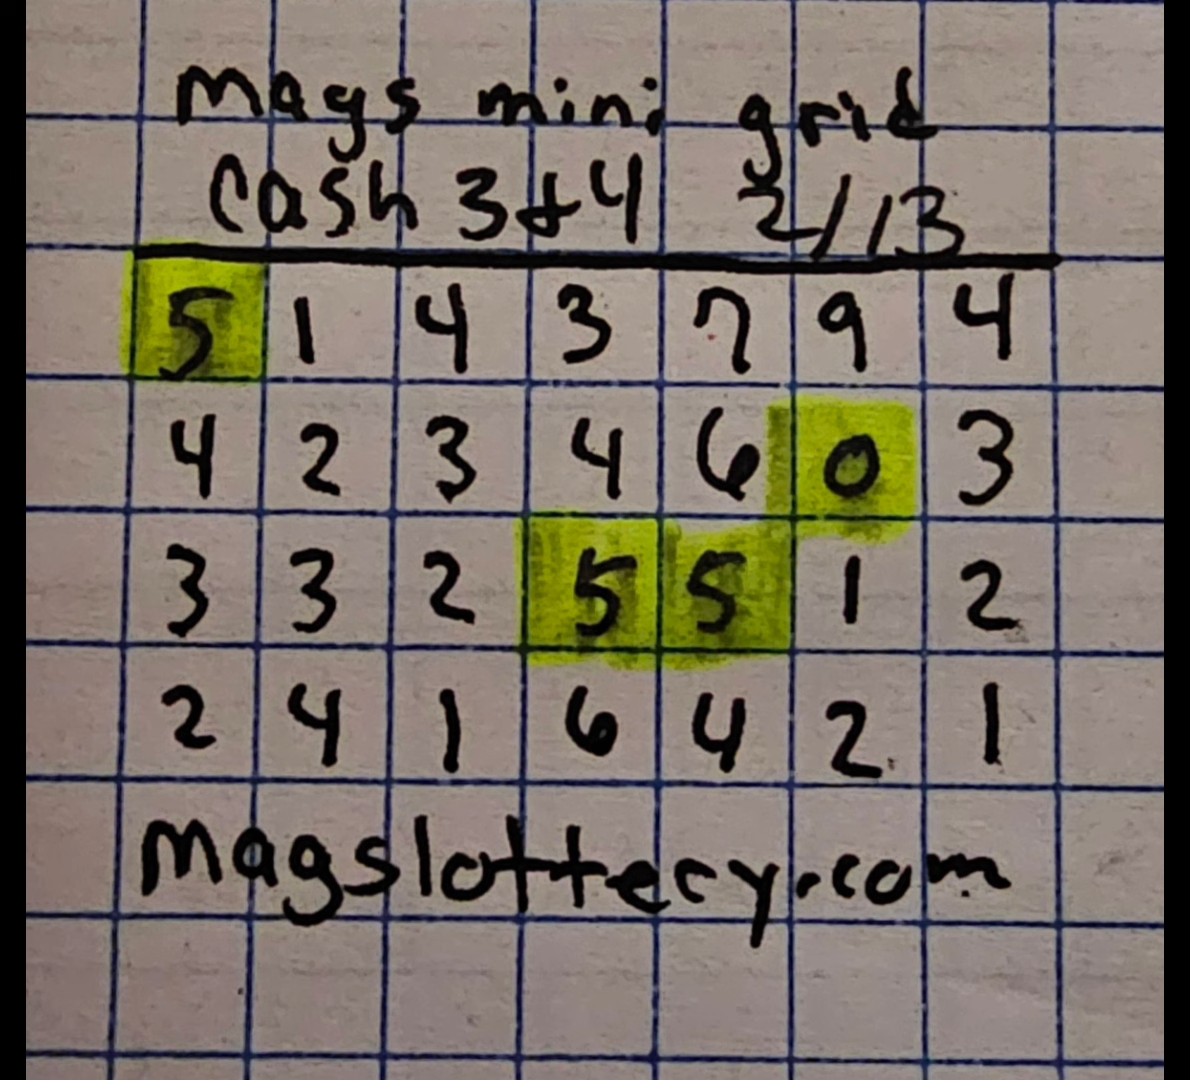 mags mini grid
cash 3+4 2/13
5 1 4 3 7 9 4
4 2 3 4 6 0 3
3 3 2 5 5 1 2
2 4 1 6 4 2 1
magslottery.com